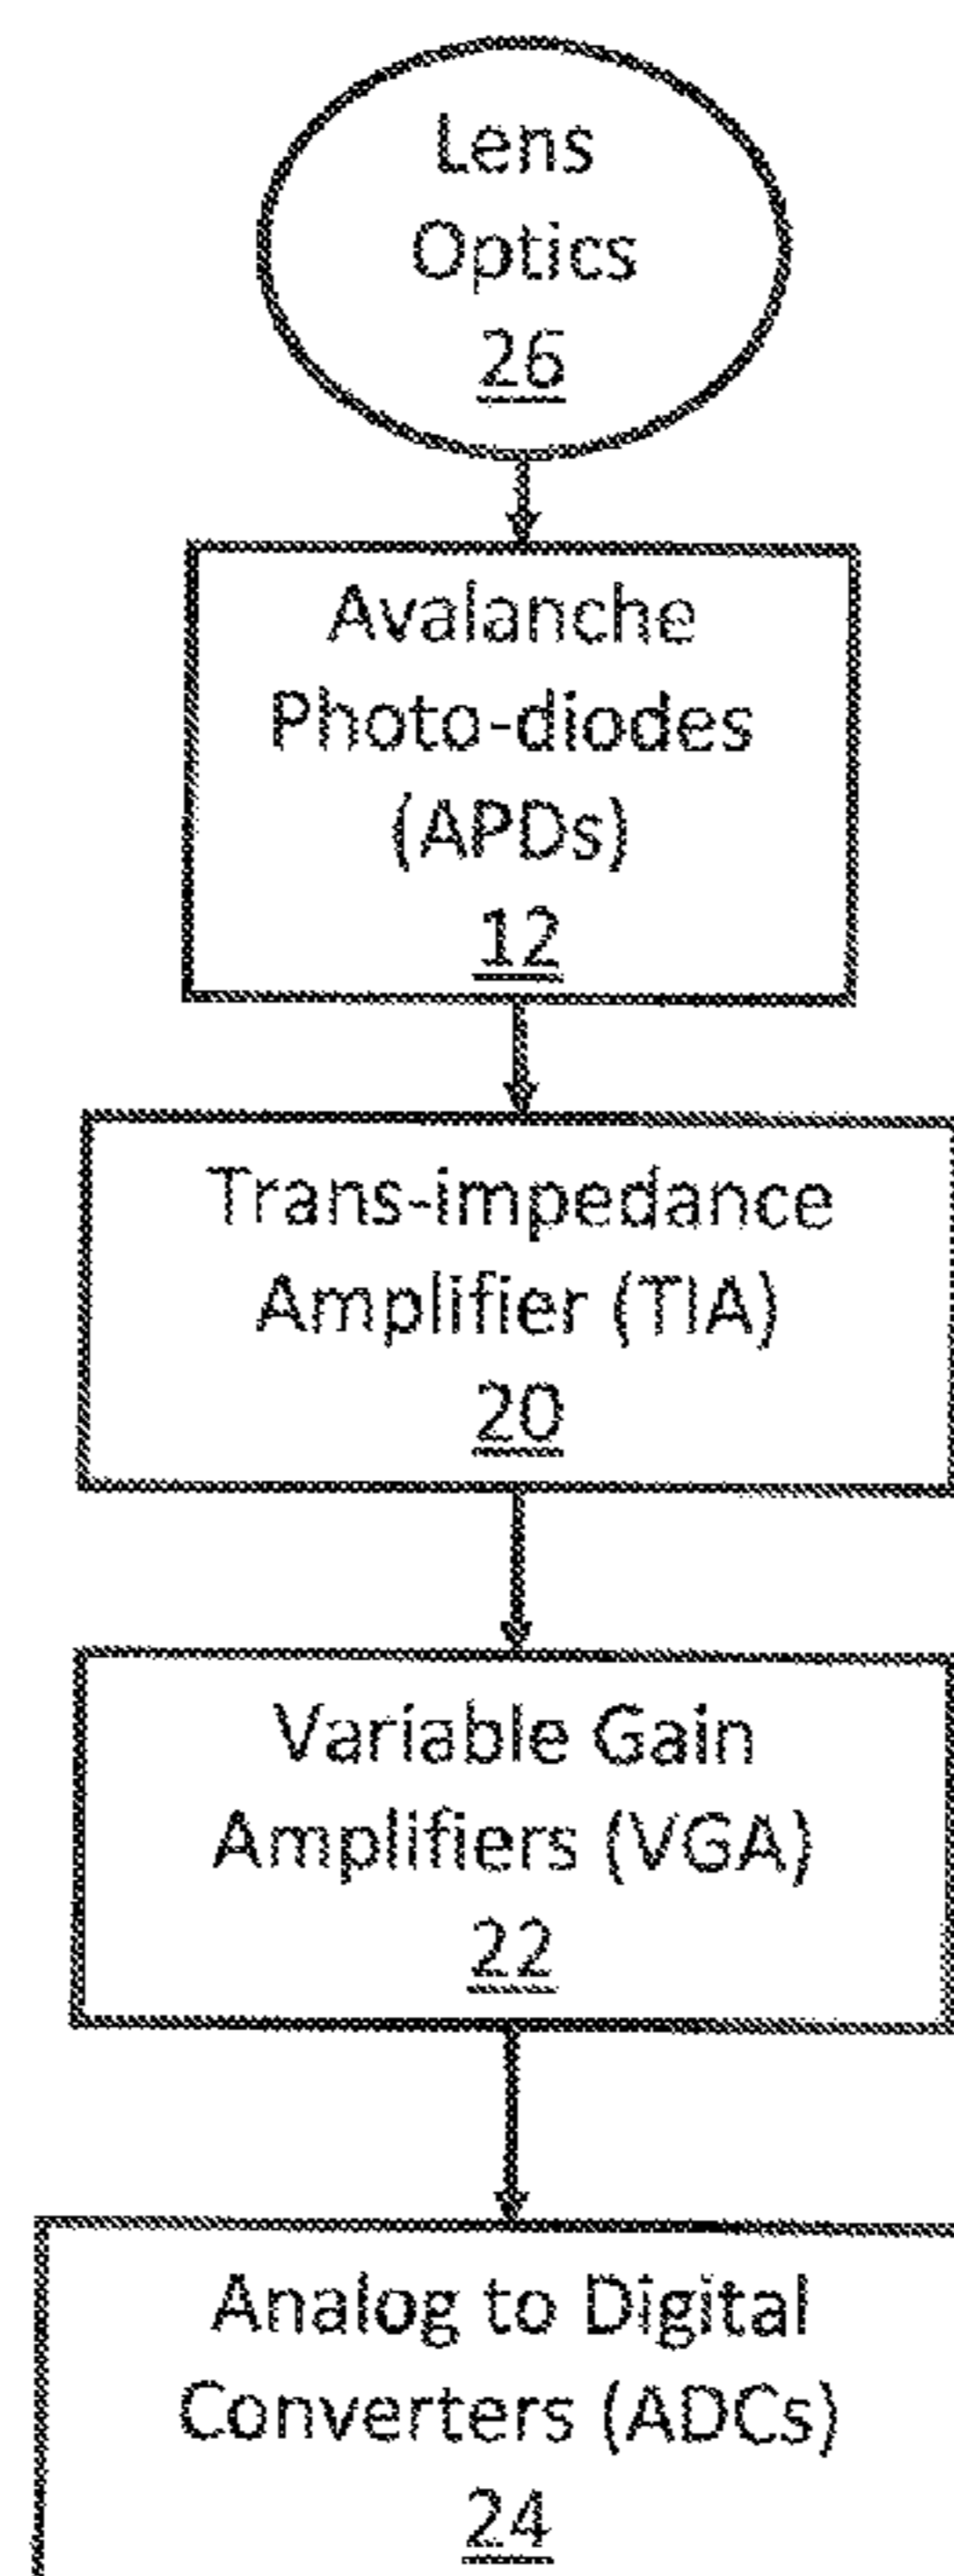 Lens
Optics
26
Avalanche
Photo-diodes
(APDs)
12
Trans-impedance
Amplifier (TIA)
20
Variable Gain
Amplifiers (VGA)
22
Analog to Digital
Converters (ADCs)
24